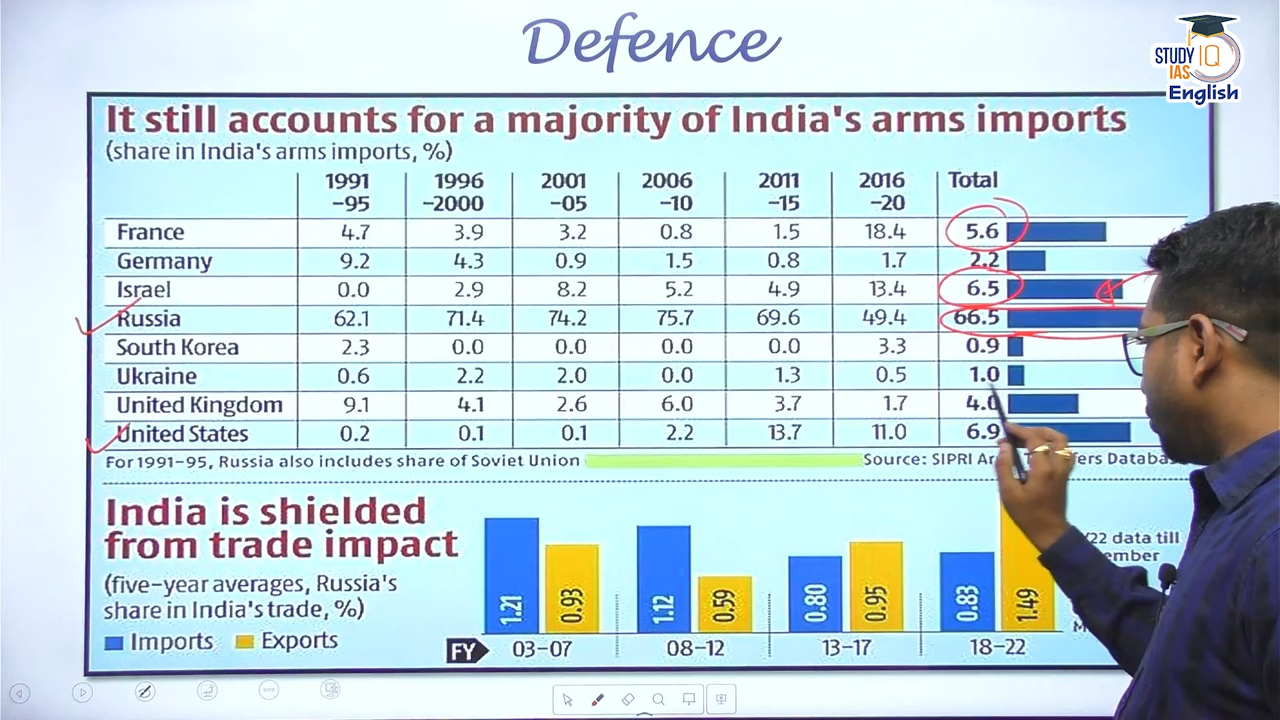 Defence
STUDY IQ
IAS
English
It still accounts for a majority of India's arms imports
(share in India's arms imports, %)
1991 1996 2001 2006 2011 2016 Total
-95 -2000 -05 -10 -15 -20
France 4.7 3.9 3.2 0.8 1.5 18.4 5.6
Germany 9.2 4.3 0.9 1.5 0.8 1.7 2.2
Israel 0.0 2.9 8.2 5.2 4.9 13.4 6.5
Russia 62.1 71.4 74.2 75.7 69.6 49.4 66.5
South Korea 2.3 0.0 0.0 0.0 0.0 3.3 0.9
Ukraine 0.6 2.2 2.0 0.0 1.3 0.5 1.0
United Kingdom 9.1 4.1 2.6 6.0 3.7 1.7 4.0
United States 0.2 0.1 0.1 2.2 13.7 11.0 6.9
For 1991-95, Russia also includes share of Soviet Union Source: SIPRI
India is shielded
from trade impact
(five-year averages, Russia's
share in India's trade, %)
Imports Exports
1.21 0.93 1.12 0.59 0.80 0.95 0.83 1.49
22 data till
FY 03-07 08-12 13-17 18-22